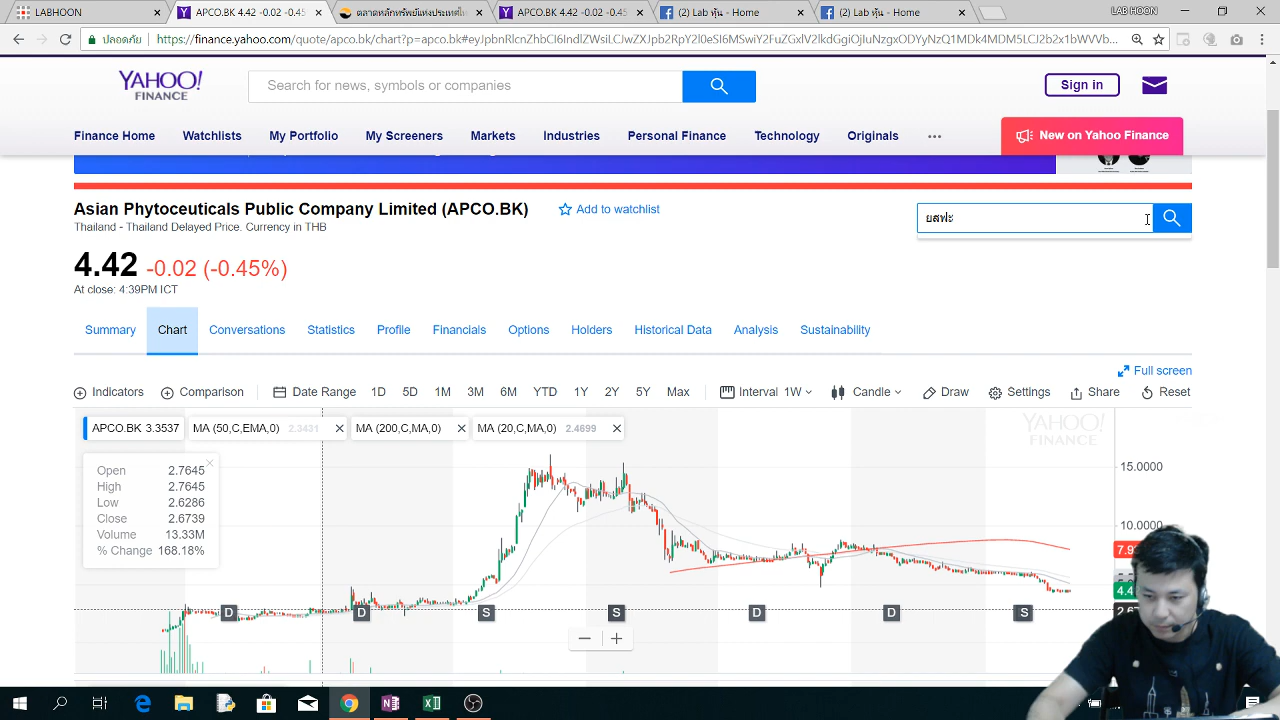 LABHOON
APCO.BK 4.42 -0.02 -0.45
APCO.BK 4.42 -0.02 -0.45
(2) Lab หุ้น - Home
(2) Lab หุ้น - Home
LAB HOON
ปลอดภัย
https://finance.yahoo.com/quote/apco.bk/chart?p=apco.bk
YAHOO!
FINANCE
Search for news, symbols or companies
Sign in
Finance Home
Watchlists
My Portfolio
My Screeners
Markets
Industries
Personal Finance
Technology
Originals
New on Yahoo Finance
Asian Phytoceuticals Public Company Limited (APCO.BK)
Add to watchlist
ยสฟะ
Thailand - Thailand Delayed Price. Currency in THB
4.42 -0.02 (-0.45%)
At close: 4:39PM ICT
Summary
Chart
Conversations
Statistics
Profile
Financials
Options
Holders
Historical Data
Analysis
Sustainability
Full screen
Indicators
Comparison
Date Range
1D
5D
1M
3M
6M
YTD
1Y
2Y
5Y
Max
Interval 1W
Candle
Draw
Settings
Share
Reset
APCO.BK 3.3537
MA (50,C,EMA,0) 2.3431
MA (200,C,MA,0)
MA (20,C,MA,0) 2.4699
YAHOO!
FINANCE
Open 2.7645
High 2.7645
Low 2.6286
Close 2.6739
Volume 13.33M
% Change 168.18%
15.0000
10.0000
D
D
S
S
D
D
S